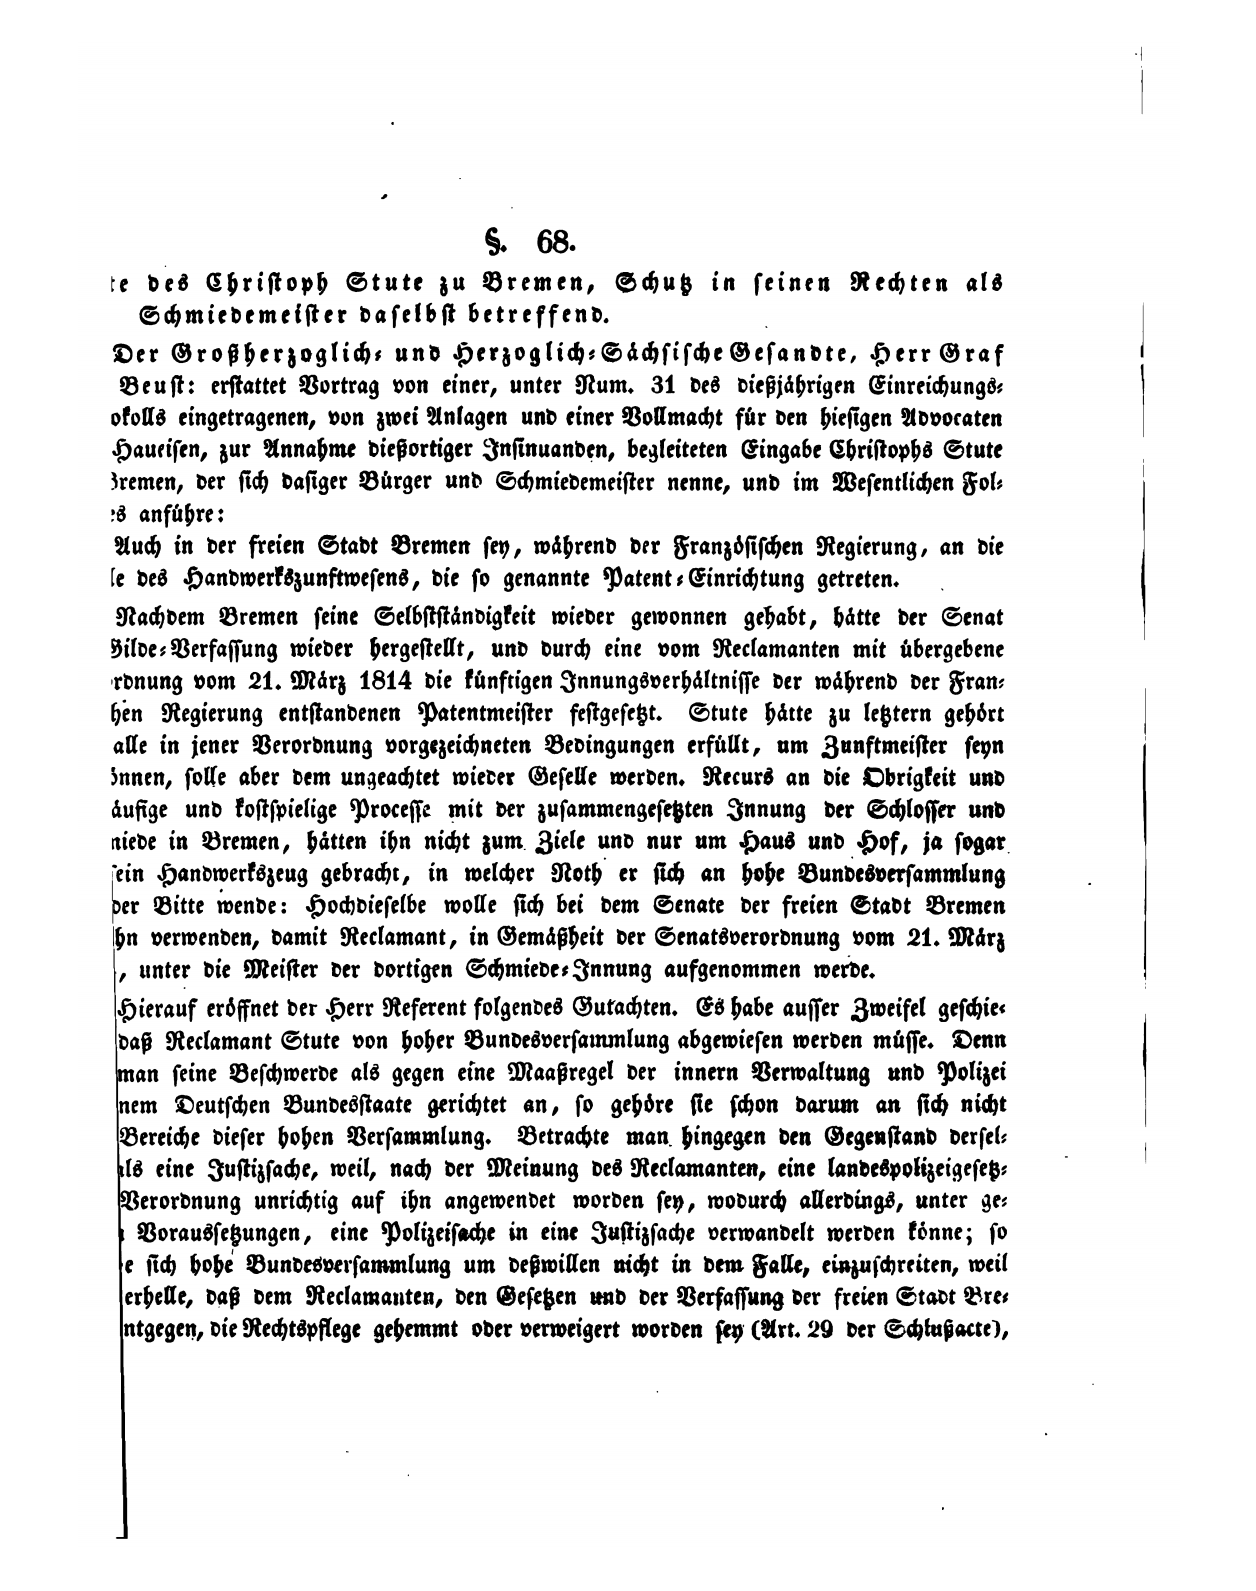 §. 68.
te des Christoph Stute zu Bremen, Schutz in seinen Rechten als
Schmiedemeister daselbst betreffend.
Der Großherzoglich- und Herzoglich-Sächsische Gesandte, Herr Graf
Beust: erstattet Vortrag von einer, unter Num. 31 des dießjährigen Einreichungs-
okolls eingetragenen, von zwei Anlagen und einer Vollmacht für den hiesigen Advocaten
Haueisen, zur Annahme dießortiger Insinuanden, begleiteten Eingabe Christophs Stute
Bremen, der sich dasiger Bürger und Schmiedemeister nenne, und im Wesentlichen Fol-
es anführe:
Auch in der freien Stadt Bremen sey, während der Französischen Regierung, an die
le des Handwerkszunftwesens, die so genannte Patent-Einrichtung getreten.
Nachdem Bremen seine Selbstständigkeit wieder gewonnen gehabt, hätte der Senat
Gilde-Verfassung wieder hergestellt, und durch eine vom Reclamanten mit übergebene
rdnung vom 21. März 1814 die künftigen Innungsverhältnisse der während der Fran-
hen Regierung entstandenen Patentmeister festgesetzt. Stute hätte zu letztern gehört
alle in jener Verordnung vorgezeichneten Bedingungen erfüllt, um Zunftmeister seyn
önnen, solle aber dem ungeachtet wieder Geselle werden. Recurs an die Obrigkeit und
äufige und kostspielige Processe mit der zusammengesetzten Innung der Schlosser und
miede in Bremen, hätten ihn nicht zum Ziele und nur um Haus und Hof, ja sogar
sein Handwerkszeug gebracht, in welcher Noth er sich an hohe Bundesversammlung
der Bitte wende: Hochdieselbe wolle sich bei dem Senate der freien Stadt Bremen
ihn verwenden, damit Reclamant, in Gemäßheit der Senatsverordnung vom 21. März
, unter die Meister der dortigen Schmiede-Innung aufgenommen werde.
Hierauf eröffnet der Herr Referent folgendes Gutachten. Es habe ausser Zweifel geschie-
daß Reclamant Stute von hoher Bundesversammlung abgewiesen werden müsse. Denn
man seine Beschwerde als gegen eine Maaßregel der innern Verwaltung und Polizei
nem Deutschen Bundesstaate gerichtet an, so gehöre sie schon darum an sich nicht
Bereiche dieser hohen Versammlung. Betrachte man hingegen den Gegenstand dersel-
als eine Justizsache, weil, nach der Meinung des Reclamanten, eine landespolizeigesetz-
Verordnung unrichtig auf ihn angewendet worden sey, wodurch allerdings, unter ge-
Voraussetzungen, eine Polizeisache in eine Justizsache verwandelt werden könne; so
e sich hohe Bundesversammlung um deßwillen nicht in dem Falle, einzuschreiten, weil
erhelle, daß dem Reclamanten, den Gesetzen und der Verfassung der freien Stadt Bre-
ntgegen, die Rechtspflege gehemmt oder verweigert worden sey (Art. 29 der Schlußacte),